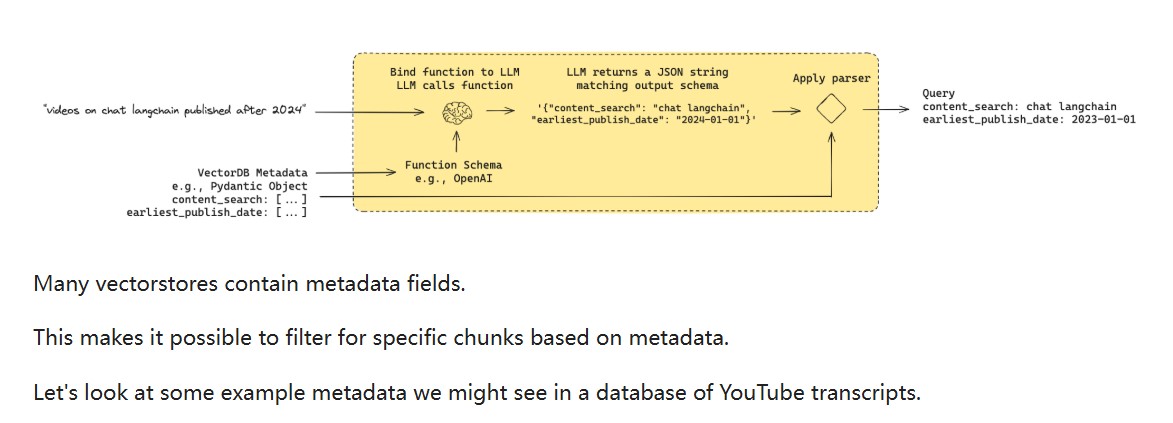 Bind function to LLM
LLM calls function
LLM returns a JSON string
matching output schema
Apply parser
"videos on chat langchain published after 2024"
'{"content_search": "chat langchain",
"earliest_publish_date": "2024-01-01"}'
Query
content_search: chat langchain
earliest_publish_date: 2023-01-01
Function Schema
e.g., OpenAI
VectorDB Metadata
e.g., Pydantic Object
content_search: [ ... ]
earliest_publish_date: [ ... ]
Many vectorstores contain metadata fields.
This makes it possible to filter for specific chunks based on metadata.
Let's look at some example metadata we might see in a database of YouTube transcripts.